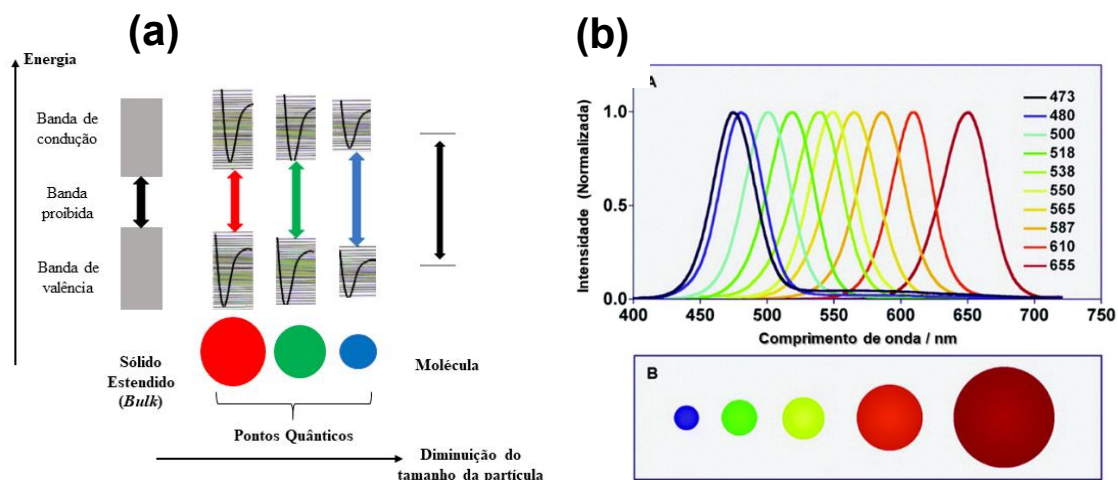 (a)
Energia
Banda de
condução
Banda
proibida
Banda de
valência
Sólido
Estendido
(Bulk)
Pontos Quânticos
Molécula
Diminuição do
tamanho da partícula
(b)
A
Intensidade (Normalizada)
1.0
0.5
0.0
400
450
500
550
600
650
700
750
Comprimento de onda / nm
473
480
500
518
538
550
565
587
610
655
B